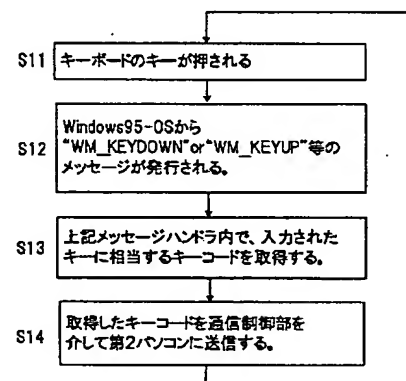 S11 キーボードのキーが押される
S12 Windows95-OSから
"WM_KEYDOWN"or"WM_KEYUP"等の
メッセージが発行される。
S13 上記メッセージハンドラ内で、入力された
キーに相当するキーコードを取得する。
S14 取得したキーコードを通信制御部を
介して第2パソコンに送信する。